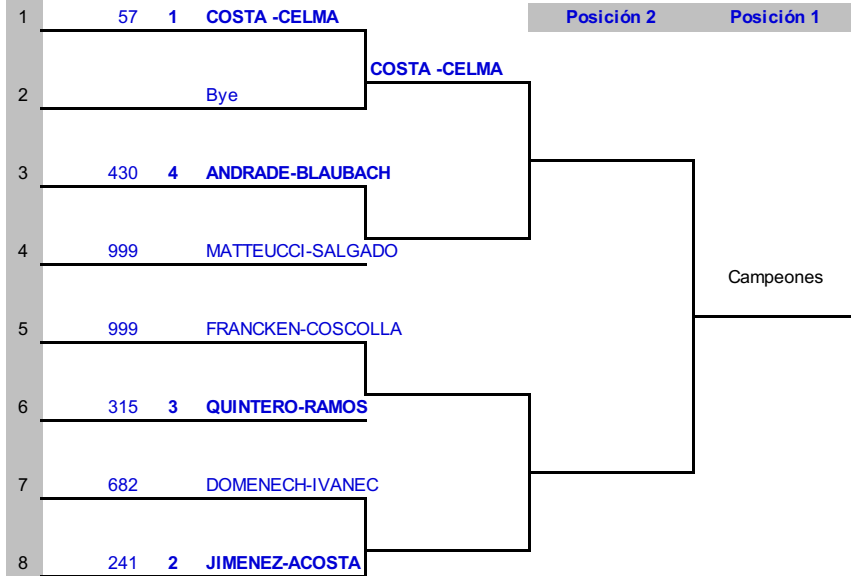 1 57 1 COSTA -CELMA Posición 2 Posición 1
COSTA -CELMA
2 Bye
3 430 4 ANDRADE-BLAUBACH
4 999 MATTEUCCI-SALGADO
Campeones
5 999 FRANCKEN-COSCOLLA
6 315 3 QUINTERO-RAMOS
7 682 DOMENECH-IVANEC
8 241 2 JIMENEZ-ACOSTA